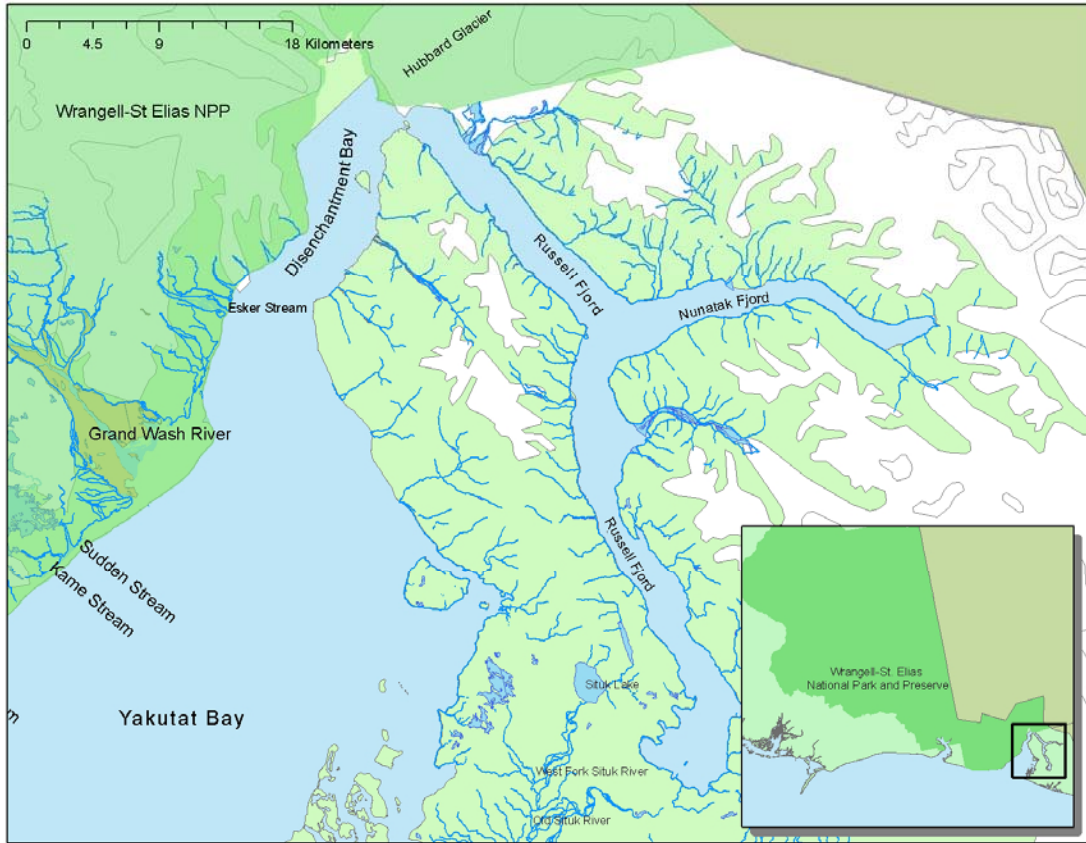 0 4.5 9 18 Kilometers
Hubbard Glacier
Wrangell-St Elias NPP
Disenchantment Bay
Russell Fjord
Esker Stream
Nunatak Fjord
Grand Wash River
Russell Fjord
Sudden Stream
Kame Stream
Wrangell-St. Elias
National Park and Preserve
Situk Lake
Yakutat Bay
West Fork Situk River
Old Situk River